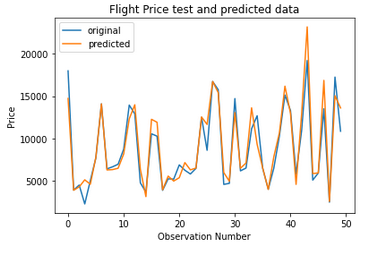 Flight Price test and predicted data
original
predicted
20000
15000
10000
5000
Price
0
10
20
30
40
50
Observation Number